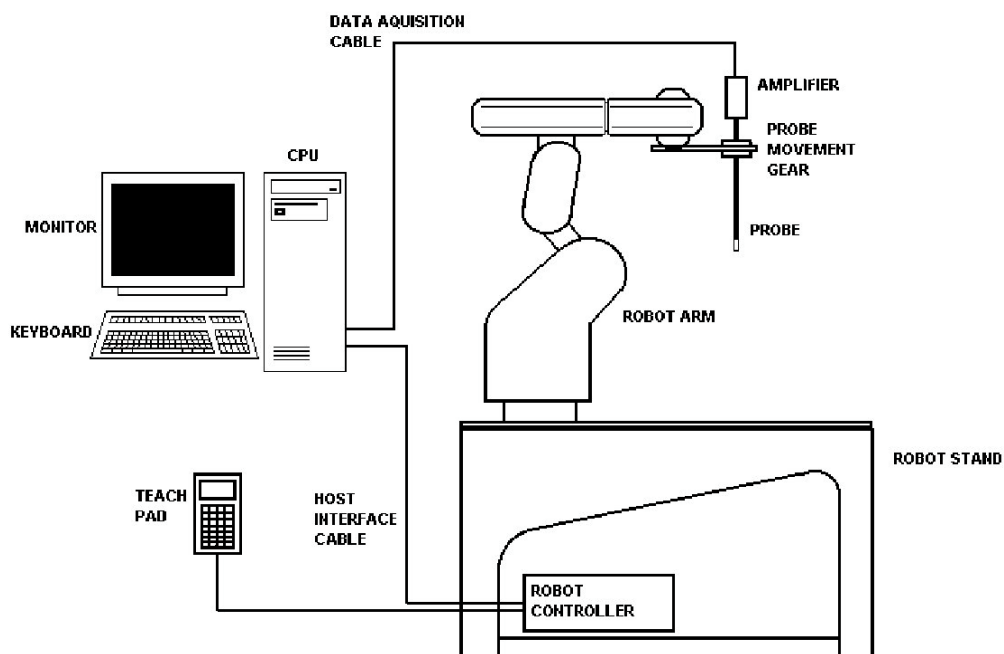 DATA AQUISITION
CABLE
AMPLIFIER
PROBE
MOVEMENT
GEAR
CPU
MONITOR
PROBE
KEYBOARD
ROBOT ARM
ROBOT STAND
TEACH
PAD
HOST
INTERFACE
CABLE
ROBOT
CONTROLLER